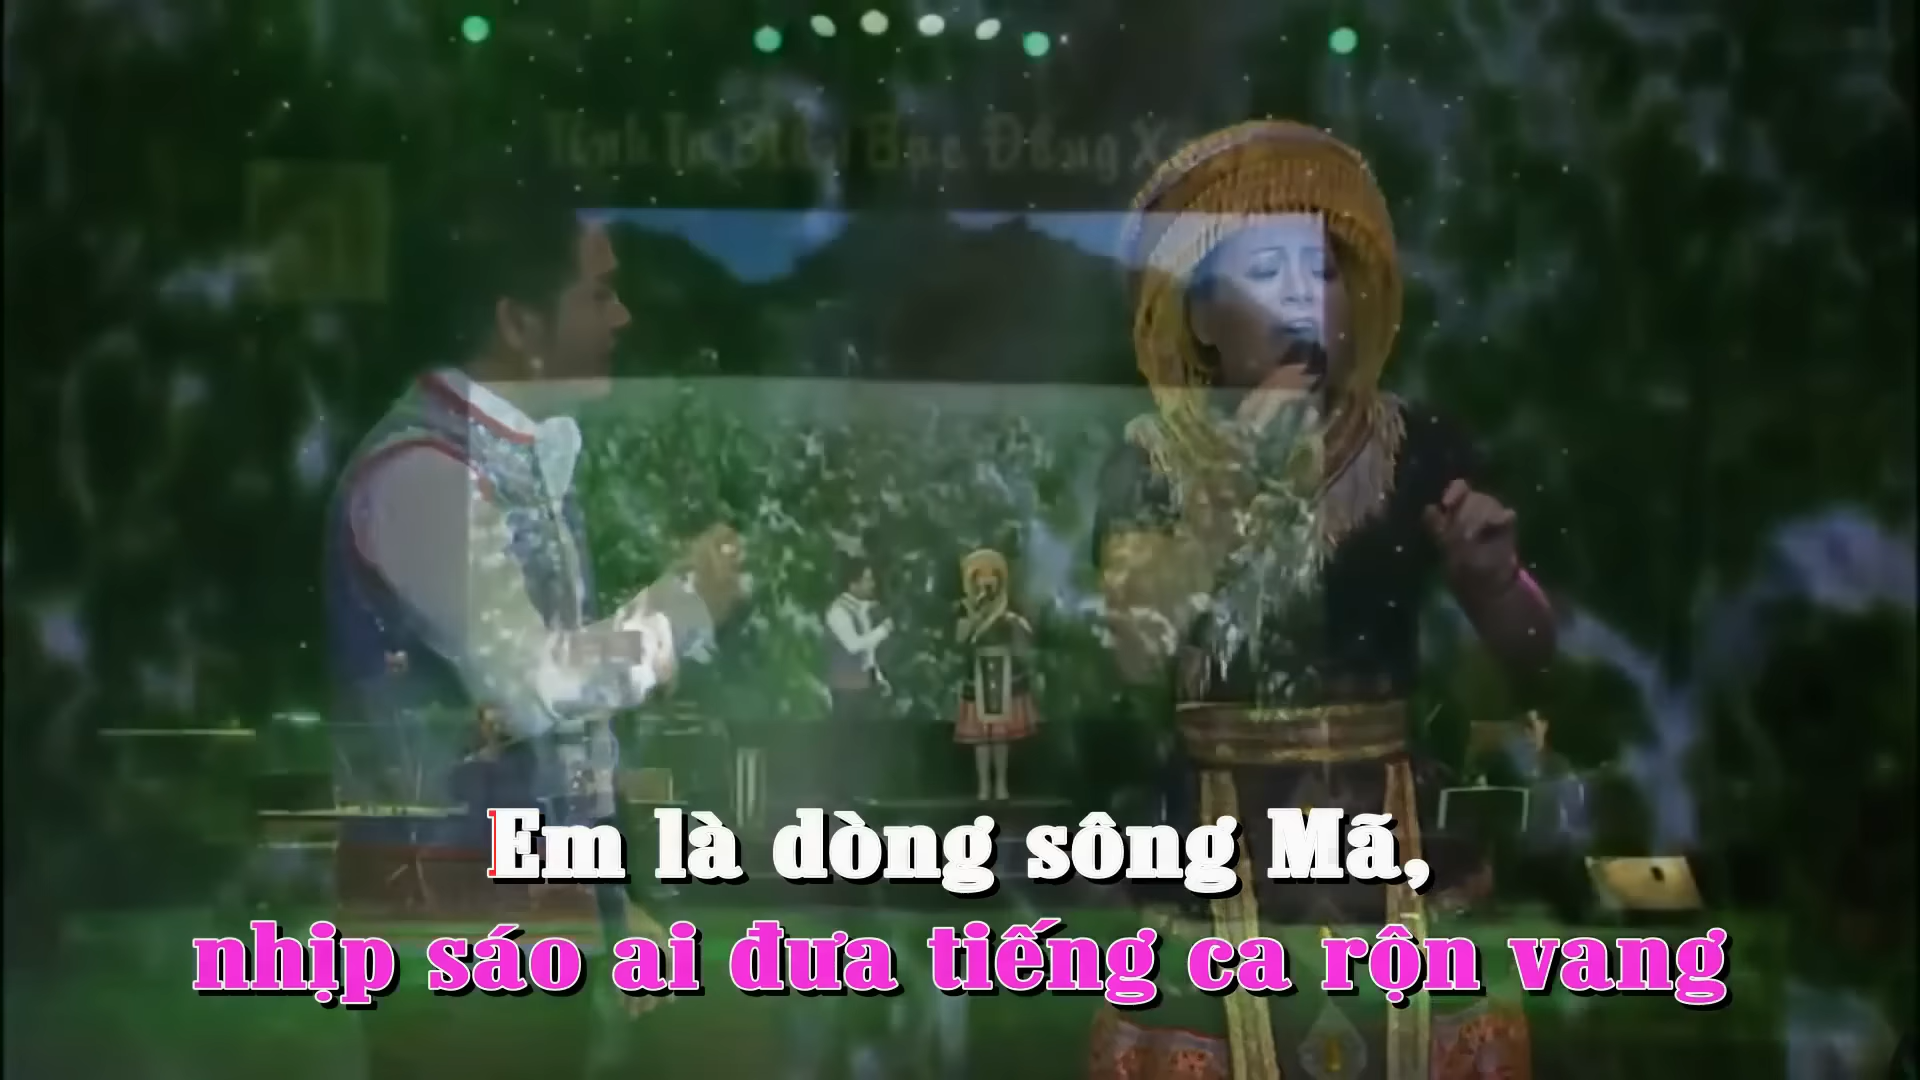 Em là dòng sông Mã,
nhịp sáo ai đưa tiếng ca rộn vang